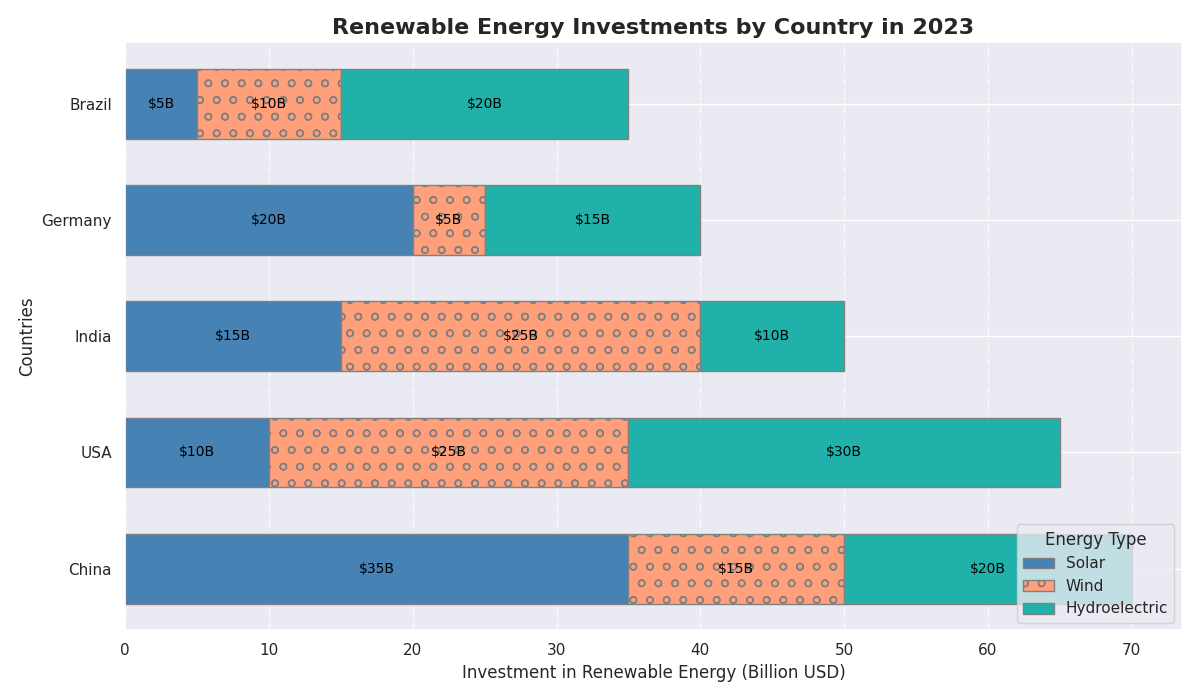 Renewable Energy Investments by Country in 2023
Countries
Brazil
$5B
$10B
$20B
Germany
$20B
$5B
$15B
India
$15B
$25B
$10B
USA
$10B
$25B
$30B
China
$35B
$15B
$20B
Energy Type
Solar
Wind
Hydroelectric
0 10 20 30 40 50 60 70
Investment in Renewable Energy (Billion USD)